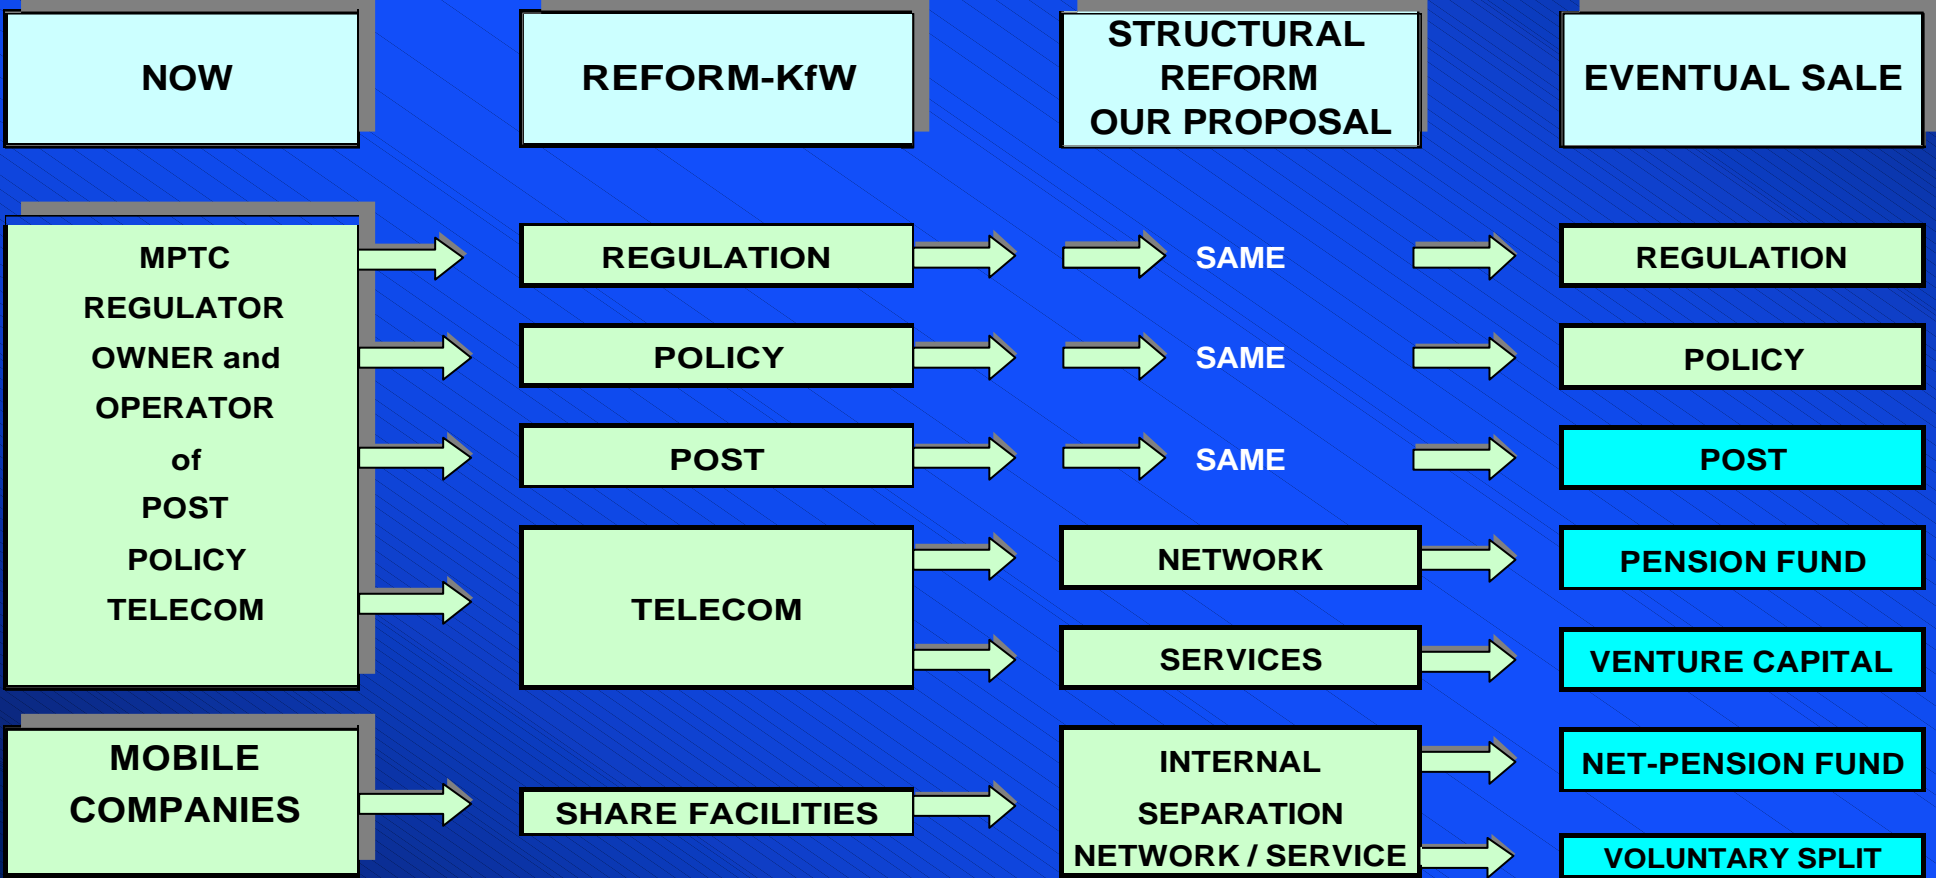 NOW
REFORM-KfW
STRUCTURAL
REFORM
OUR PROPOSAL
EVENTUAL SALE
MPTC
REGULATOR
OWNER and
OPERATOR
of
POST
POLICY
TELECOM
REGULATION
SAME
REGULATION
POLICY
SAME
POLICY
POST
SAME
POST
TELECOM
NETWORK
PENSION FUND
SERVICES
VENTURE CAPITAL
MOBILE
COMPANIES
SHARE FACILITIES
INTERNAL
SEPARATION
NETWORK / SERVICE
NET-PENSION FUND
VOLUNTARY SPLIT